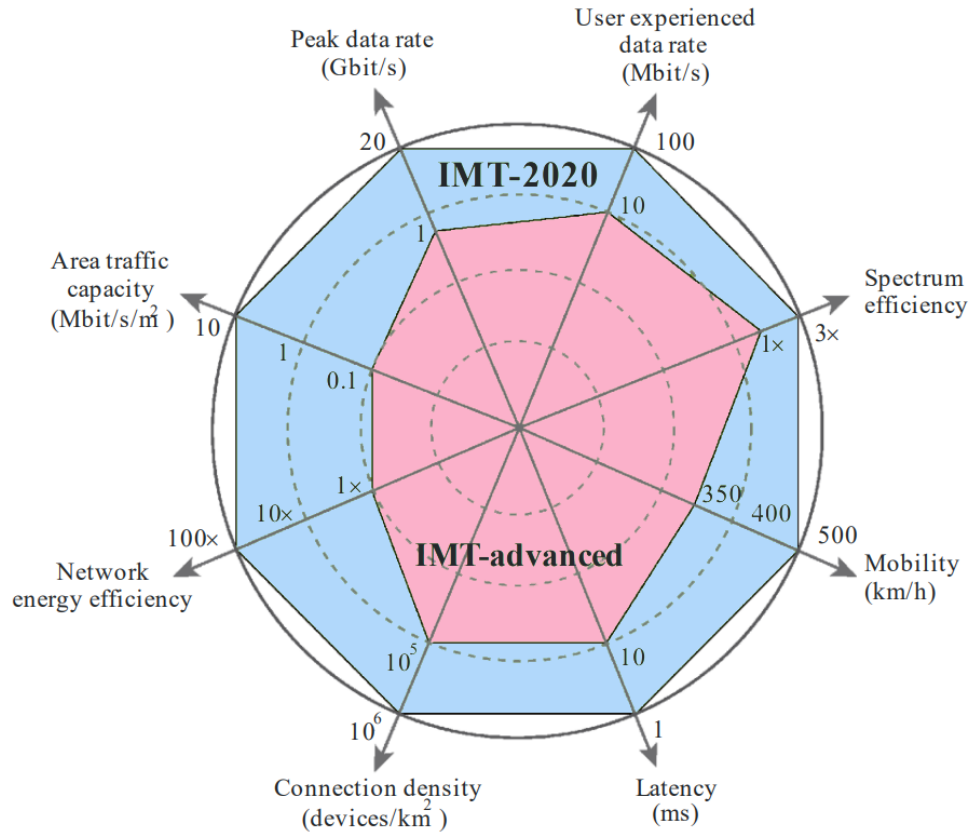 Peak data rate
(Gbit/s)
User experienced
data rate
(Mbit/s)
20
100
IMT-2020
1
10
Area traffic
capacity
(Mbit/s/m²)
Spectrum
efficiency
10
1
0.1
1×
3×
1×
10×
100×
350
400
500
Network
energy efficiency
IMT-advanced
Mobility
(km/h)
10⁵
10
10⁶
1
Connection density
(devices/km²)
Latency
(ms)